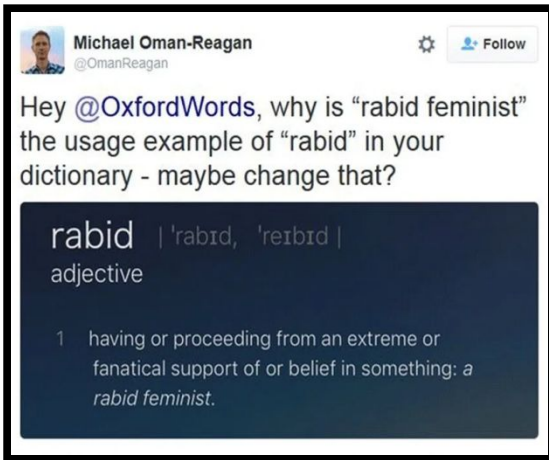 Michael Oman-Reagan
Follow
@OmanReagan
Hey @OxfordWords, why is “rabid feminist”
the usage example of “rabid” in your
dictionary - maybe change that?
rabid | ˈrabɪd, ˈreɪbɪd |
adjective
1 having or proceeding from an extreme or
fanatical support of or belief in something: a
rabid feminist.